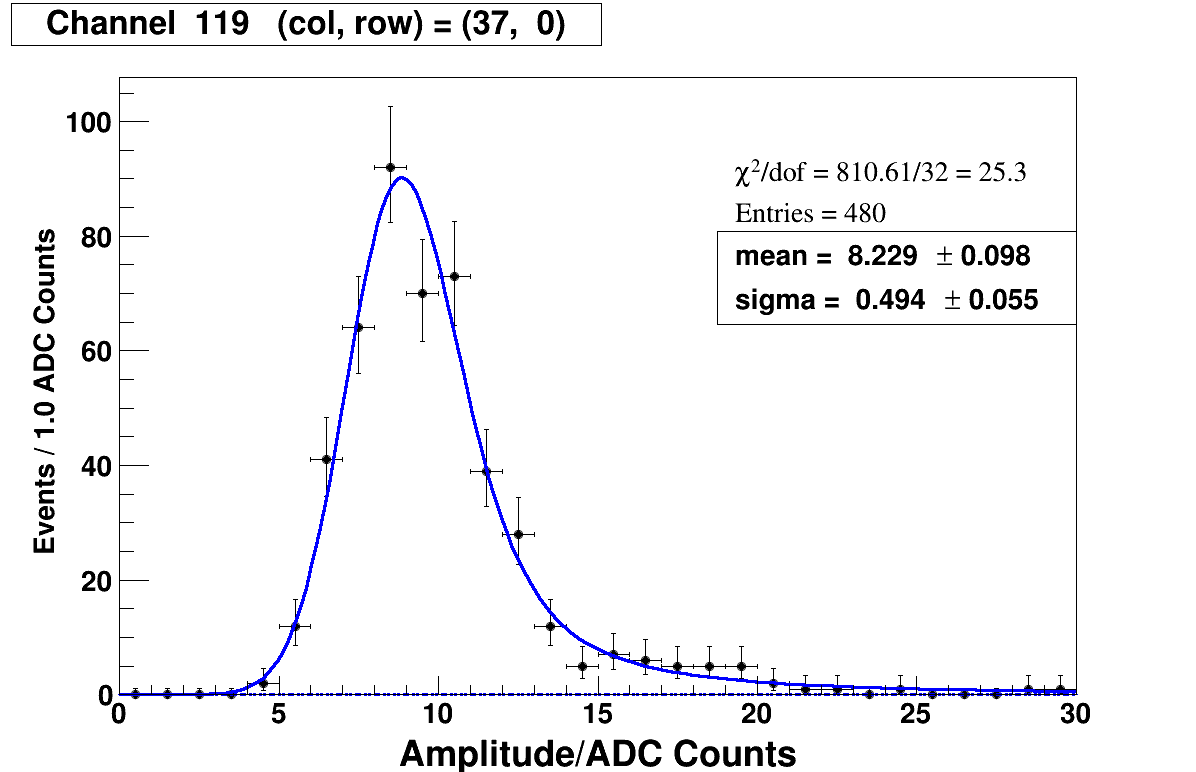 Channel 119 (col, row) = (37, 0)
Events / 1.0 ADC Counts
100
80
60
40
20
0
χ²/dof = 810.61/32 = 25.3
Entries = 480
mean = 8.229 ± 0.098
sigma = 0.494 ± 0.055
0 5 10 15 20 25 30
Amplitude/ADC Counts